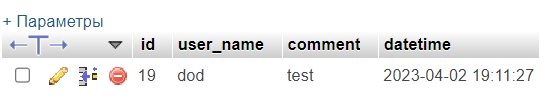 + Параметры
id user_name comment datetime
19 dod test 2023-04-02 19:11:27